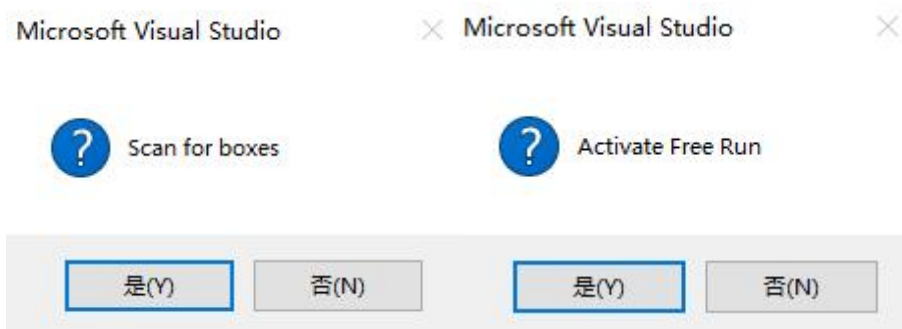 Microsoft Visual Studio
Scan for boxes
是(Y)
否(N)
Microsoft Visual Studio
Activate Free Run
是(Y)
否(N)